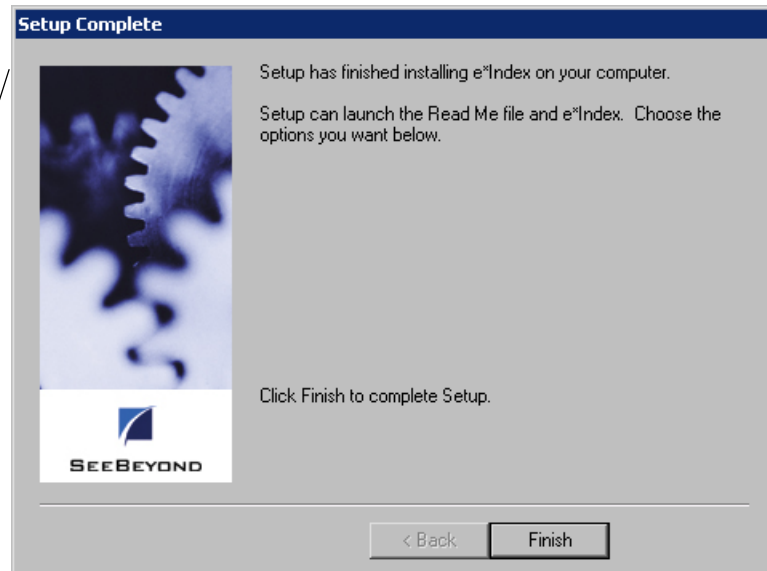 Setup Complete
Setup has finished installing e*Index on your computer.
Setup can launch the Read Me file and e*Index. Choose the
options you want below.
Click Finish to complete Setup.
SEEBEYOND
< Back
Finish